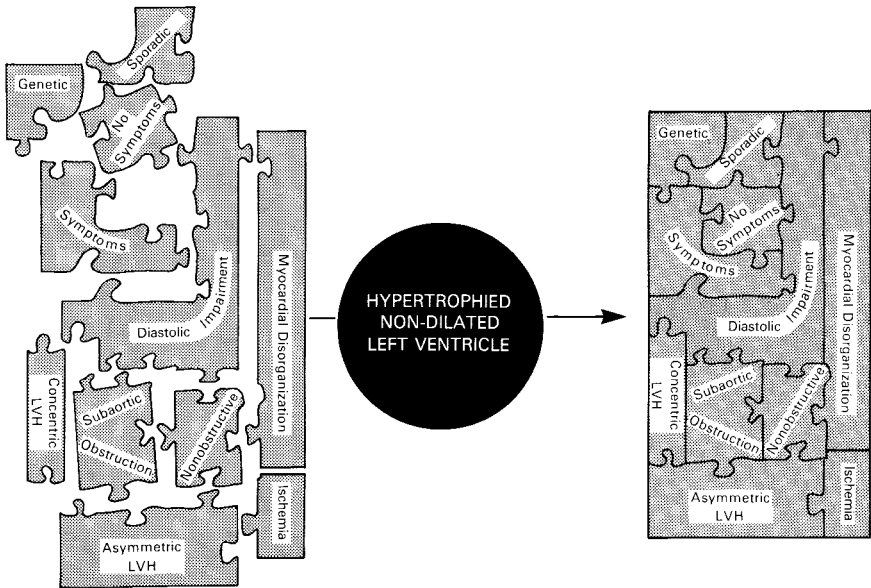 Sporadic
Genetic
No
Symptoms
Symptoms
Diastolic Impairment
Myocardial Disorganization
Concentric
LVH
Subaortic
Obstruction
Nonobstructive
Ischemia
Asymmetric
LVH
HYPERTROPHIED
NON-DILATED
LEFT VENTRICLE
Genetic
Sporadic
No
Symptoms
Symptoms
Diastolic Impairment
Myocardial Disorganization
Concentric
LVH
Subaortic
Obstruction
Nonobstructive
Asymmetric
LVH
Ischemia